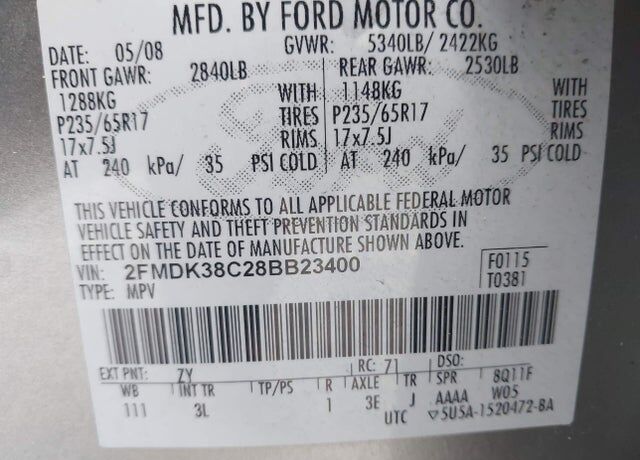 MFD. BY FORD MOTOR CO.
DATE: 05/08 GVWR: 5340LB/ 2422KG
FRONT GAWR: 2840LB REAR GAWR: 2530LB
1288KG WITH 1148KG WITH
P235/65R17 TIRES P235/65R17 TIRES
17x7.5J RIMS 17x7.5J RIMS
AT 240 kPa/ 35 PSI COLD AT 240 kPa/ 35 PSI COLD
THIS VEHICLE CONFORMS TO ALL APPLICABLE FEDERAL MOTOR
VEHICLE SAFETY AND THEFT PREVENTION STANDARDS IN
EFFECT ON THE DATE OF MANUFACTURE SHOWN ABOVE.
VIN: 2FMDK38C28BB23400 F0115
TYPE: MPV T0381
EXT PNT: ZY RC: 71 DSO:
WB INT TR TP/PS R AXLE TR SPR 8Q11F
111 3L 1 3E J AAAA W05
UTC ▽5U5A-1520472-BA